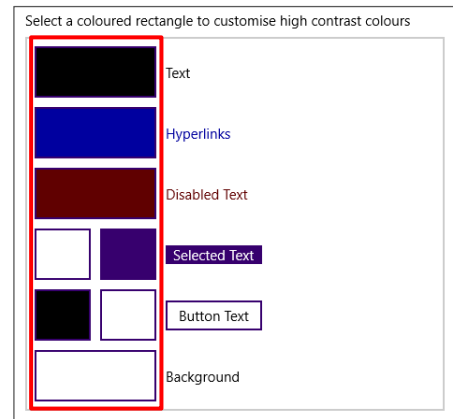 Select a coloured rectangle to customise high contrast colours
Text
Hyperlinks
Disabled Text
Selected Text
Button Text
Background